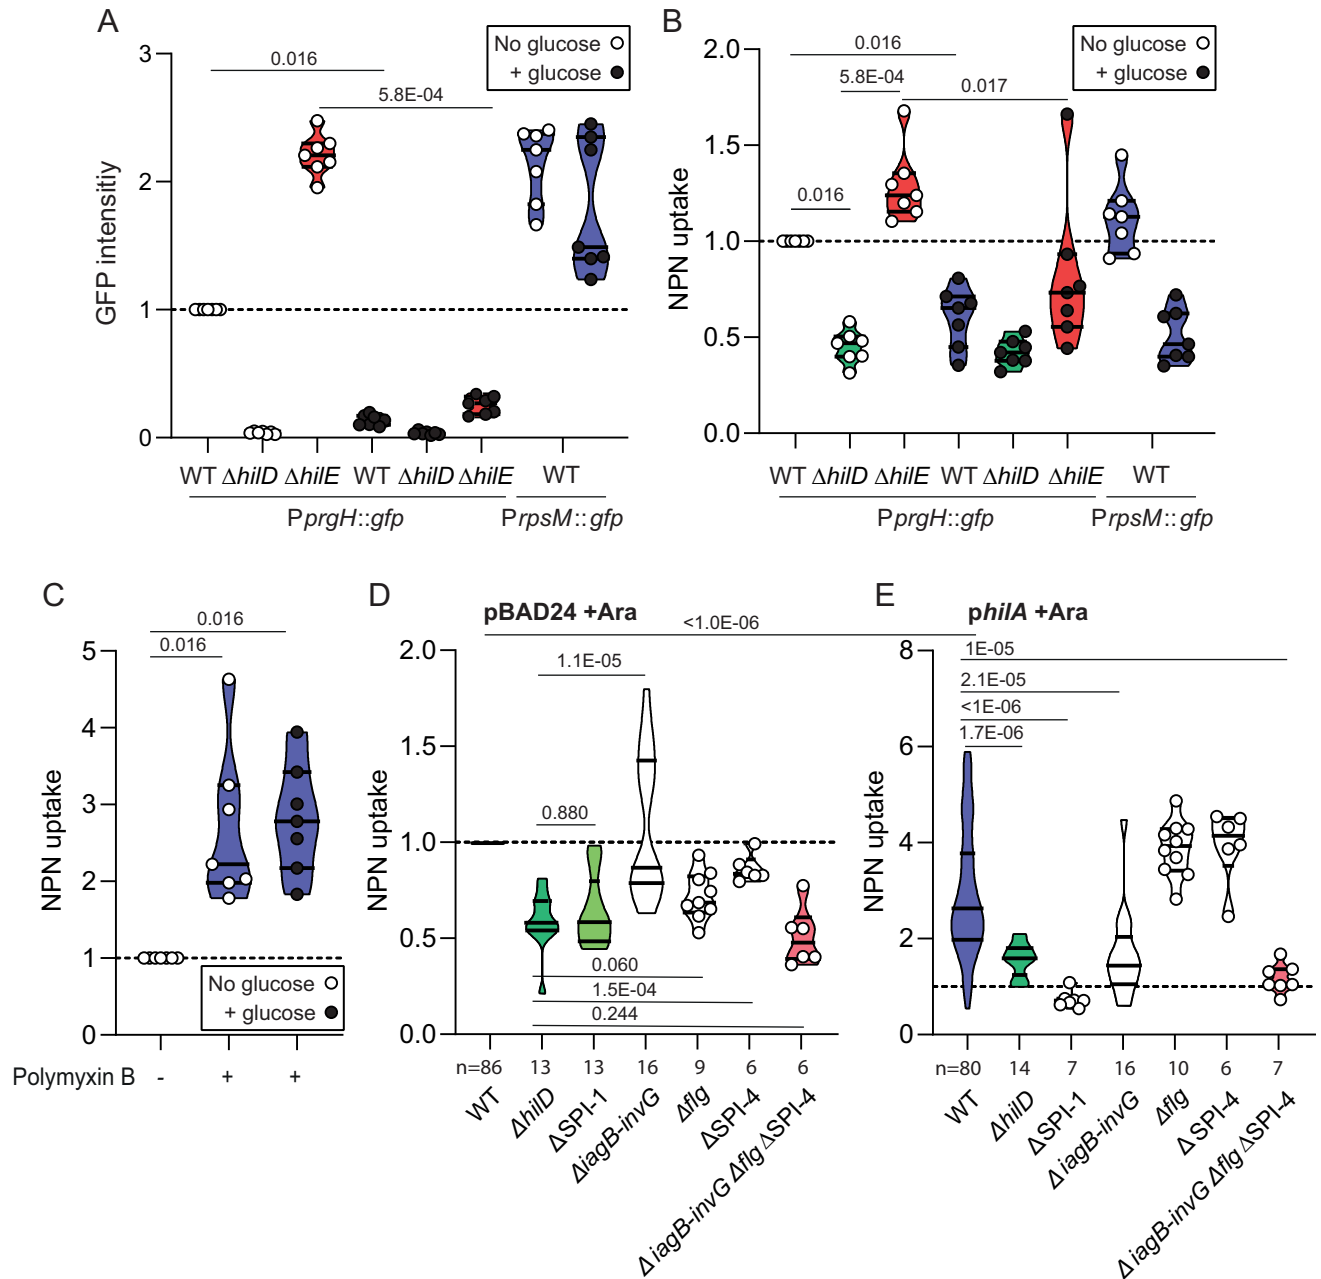 A
GFP intensitiy
3
2
1
0
No glucose
+ glucose
0.016
5.8E-04
WT ΔhilD ΔhilE WT ΔhilD ΔhilE WT
PprgH::gfp PrpsM::gfp
B
NPN uptake
2.0
1.5
1.0
0.5
0.0
No glucose
+ glucose
0.016
5.8E-04
0.017
0.016
WT ΔhilD ΔhilE WT ΔhilD ΔhilE WT
PprgH::gfp PrpsM::gfp
C
NPN uptake
5
4
3
2
1
0
0.016
0.016
No glucose
+ glucose
Polymyxin B - + +
D
pBAD24 +Ara
NPN uptake
2.0
1.5
1.0
0.5
0.0
<1.0E-06
1.1E-05
0.880
0.060
1.5E-04
0.244
n=86 13 13 16 9 6 6
WT
ΔhilD
ΔSPI-1
ΔiagB-invG
Δflg
ΔSPI-4
ΔiagB-invG Δflg ΔSPI-4
E
philA +Ara
NPN uptake
8
6
4
2
0
1E-05
2.1E-05
<1E-06
1.7E-06
n=80 14 7 16 10 6 7
WT
ΔhilD
ΔSPI-1
ΔiagB-invG
Δflg
ΔSPI-4
ΔiagB-invG Δflg ΔSPI-4